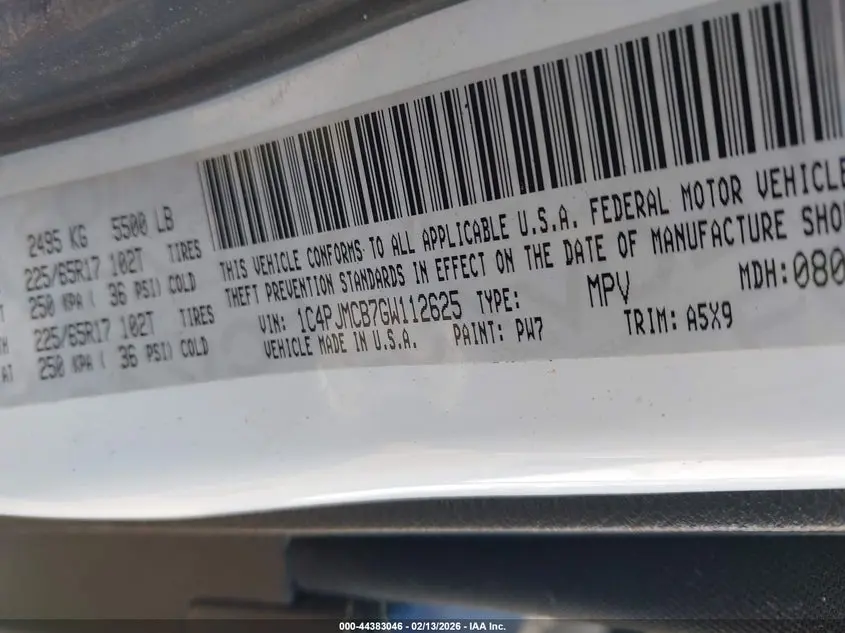 2495 KG 5500 LB
225/65R17 102T TIRES
250 KPA ( 36 PSI) COLD
TH 225/65R17 102T TIRES
AT 250 KPA ( 36 PSI) COLD
THIS VEHICLE CONFORMS TO ALL APPLICABLE U.S.A. FEDERAL MOTOR VEHICLE
THEFT PREVENTION STANDARDS IN EFFECT ON THE DATE OF MANUFACTURE SHO
VIN: 1C4PJMCB7GW112625 TYPE: MPV MDH:080
VEHICLE MADE IN U.S.A. PAINT: PW7 TRIM: A5X9
000-44383046 - 02/13/2026 - IAA Inc.